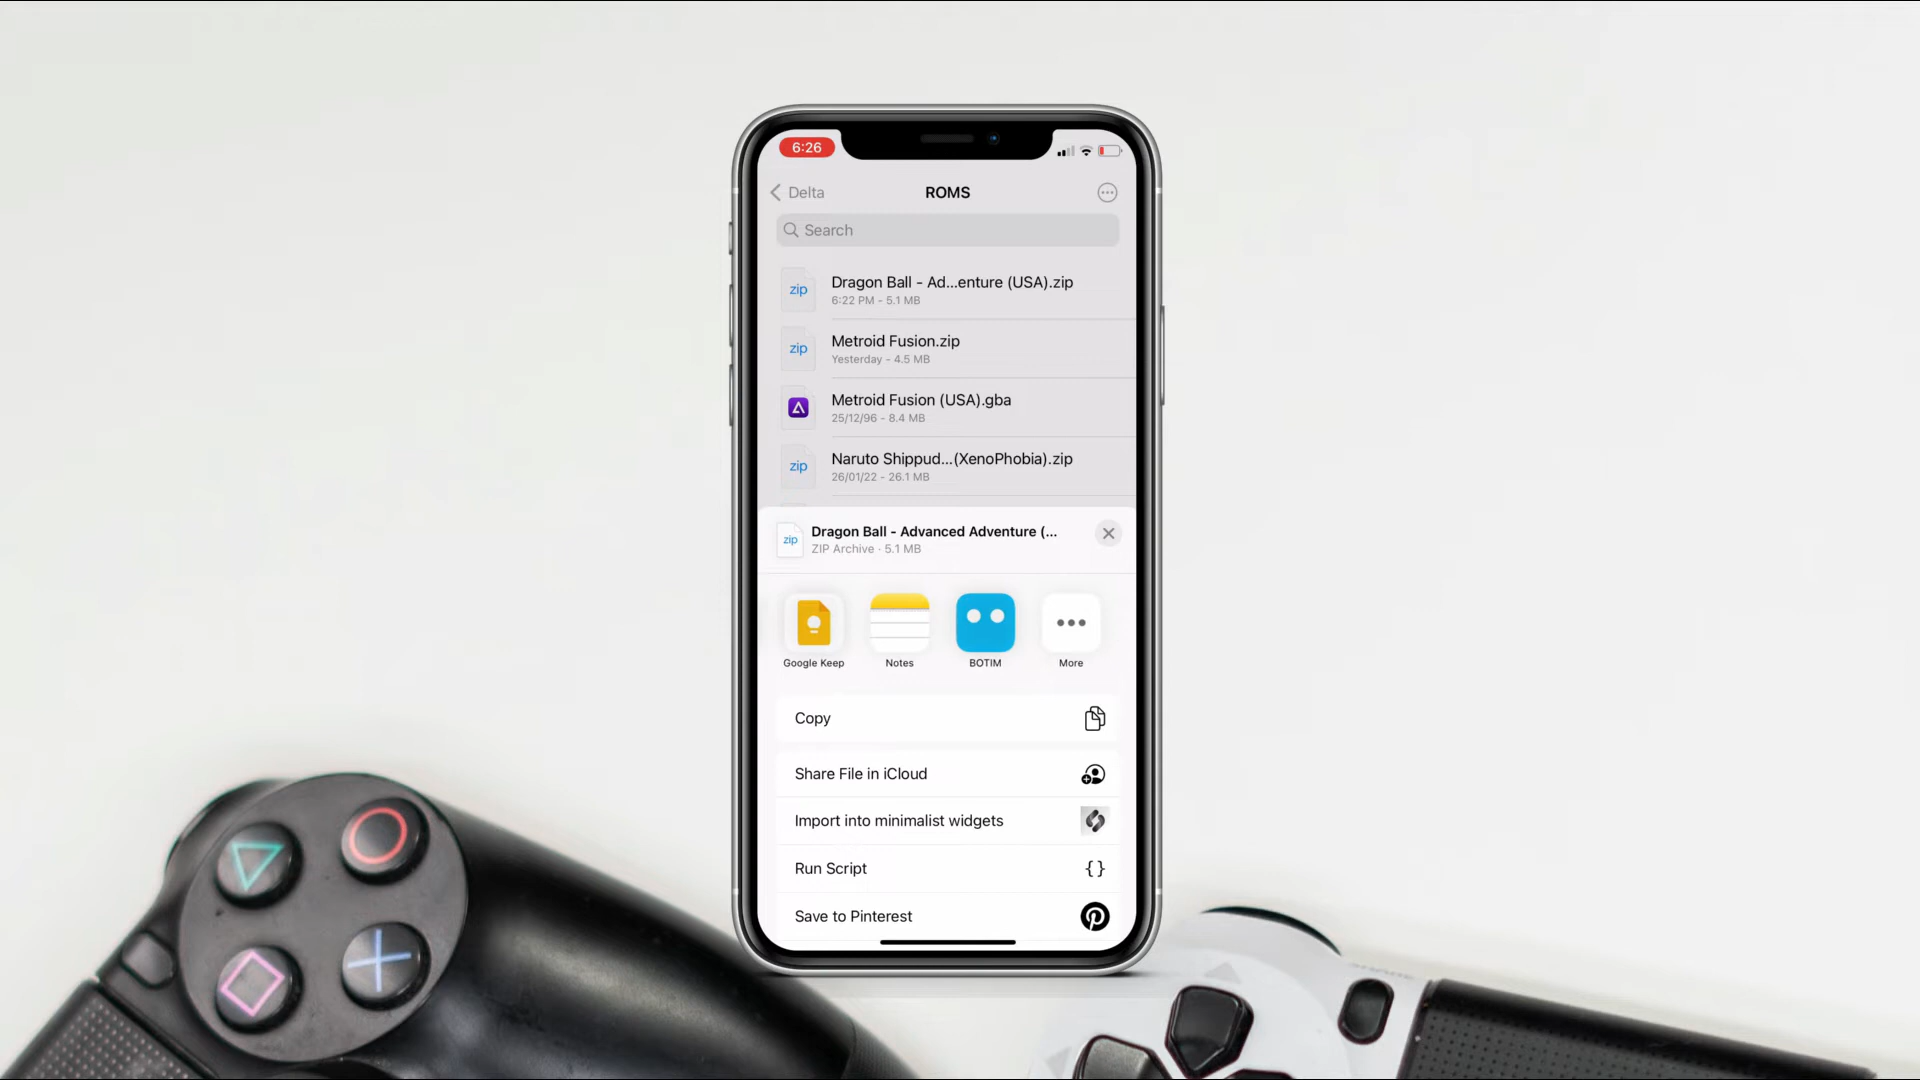 6:26
Delta
ROMS
Search
zip
Dragon Ball - Ad...enture (USA).zip
6:22 PM - 5.1 MB
zip
Metroid Fusion.zip
Yesterday - 4.5 MB
Metroid Fusion (USA).gba
25/12/96 - 8.4 MB
zip
Naruto Shippud...(XenoPhobia).zip
26/01/22 - 26.1 MB
zip
Dragon Ball - Advanced Adventure (...
ZIP Archive · 5.1 MB
Google Keep
Notes
BOTIM
More
Copy
Share File in iCloud
Import into minimalist widgets
Run Script
{}
Save to Pinterest